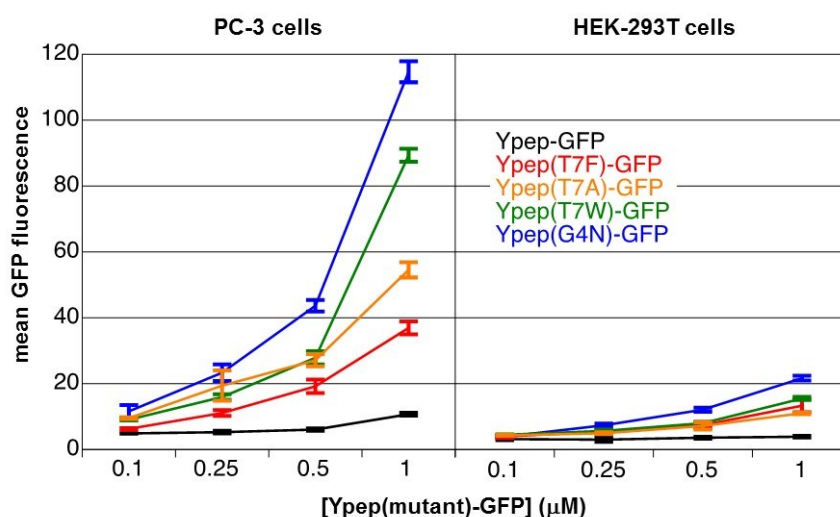 PC-3 cells
HEK-293T cells
mean GFP fluorescence
120
100
80
60
40
20
0
Ypep-GFP
Ypep(T7F)-GFP
Ypep(T7A)-GFP
Ypep(T7W)-GFP
Ypep(G4N)-GFP
0.1 0.25 0.5 1
0.1 0.25 0.5 1
[Ypep(mutant)-GFP] (μM)